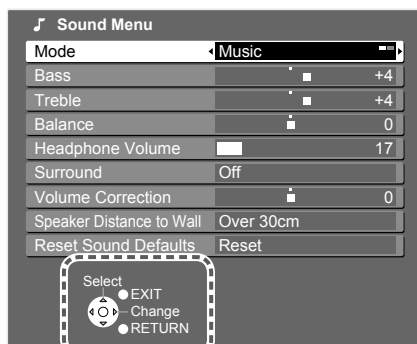 Sound Menu
Mode Music
Bass +4
Treble +4
Balance 0
Headphone Volume 17
Surround Off
Volume Correction 0
Speaker Distance to Wall Over 30cm
Reset Sound Defaults Reset
Select
EXIT
Change
RETURN